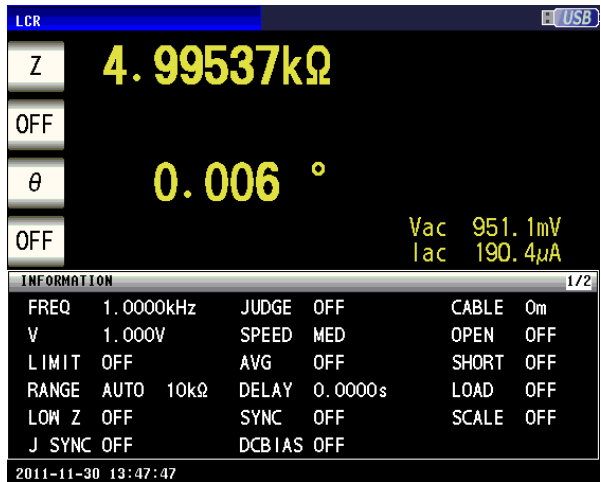 LCR USB
Z 4.99537kΩ
OFF
θ 0.006 °
OFF
Vac 951.1mV
Iac 190.4μA
INFORMATION 1/2
FREQ 1.0000kHz JUDGE OFF CABLE 0m
V 1.000V SPEED MED OPEN OFF
LIMIT OFF AVG OFF SHORT OFF
RANGE AUTO 10kΩ DELAY 0.0000s LOAD OFF
LOW Z OFF SYNC OFF SCALE OFF
J SYNC OFF DCBIAS OFF
2011-11-30 13:47:47